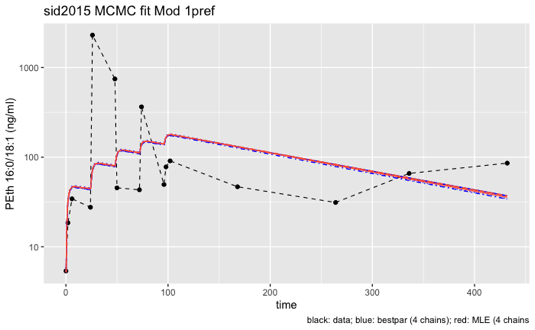 sid2015 MCMC fit Mod 1pref
PEth 16:0/18:1 (ng/ml)
1000
100
10
0
100
200
300
400
time
black: data; blue: bestpar (4 chains); red: MLE (4 chains